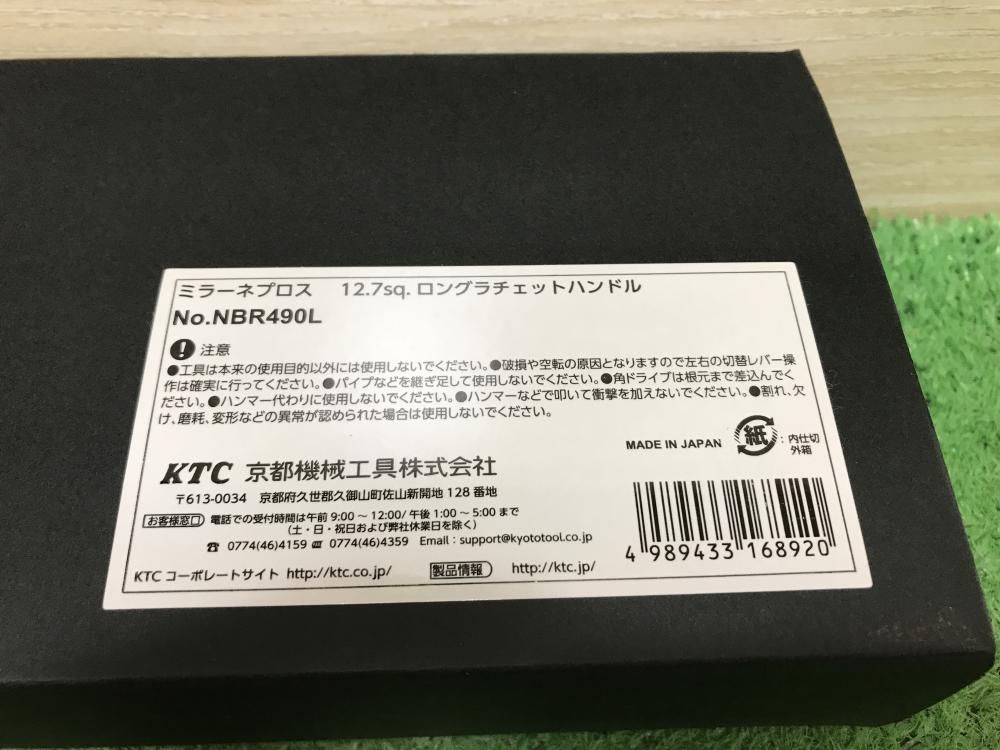 ミラーネプロス 12.7sq. ロングラチェットハンドル
No.NBR490L
! 注意
●工具は本来の使用目的以外には使用しないでください。●破損や空転の原因となりますので左右の切替レバー操
作は確実に行ってください。●パイプなどを継ぎ足して使用しないでください。●角ドライブは根元まで差込んでく
ださい。●ハンマー代わりに使用しないでください。●ハンマーなどで叩いて衝撃を加えないでください。●割れ、欠
け、磨耗、変形などの異常が認められた場合は使用しないでください。
MADE IN JAPAN 紙 : 内仕切
外箱
KTC 京都機械工具株式会社
〒613-0034 京都府久世郡久御山町佐山新開地 128 番地
お客様窓口 電話での受付時間は午前 9:00 ~ 12:00/ 午後 1:00 ~ 5:00 まで
(土・日・祝日および弊社休業日を除く)
☎ 0774(46)4159 0774(46)4359 Email : support@kyototool.co.jp
KTC コーポレートサイト http://ktc.co.jp/ 製品情報 http://ktc.jp/
4 989433 168920